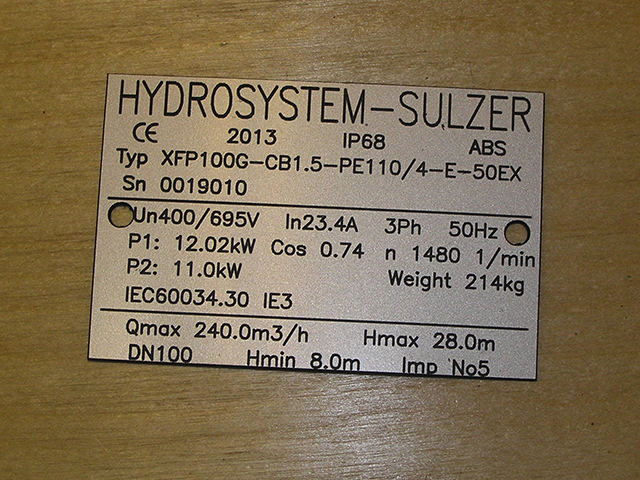 HYDROSYSTEM-SULZER
CE 2013 IP68 ABS
Typ XFP100G-CB1.5-PE110/4-E-50EX
Sn 0019010
Un400/695V In23.4A 3Ph 50Hz
P1: 12.02kW Cos 0.74 n 1480 1/min
P2: 11.0kW Weight 214kg
IEC60034.30 IE3
Qmax 240.0m3/h Hmax 28.0m
DN100 Hmin 8.0m Imp No5